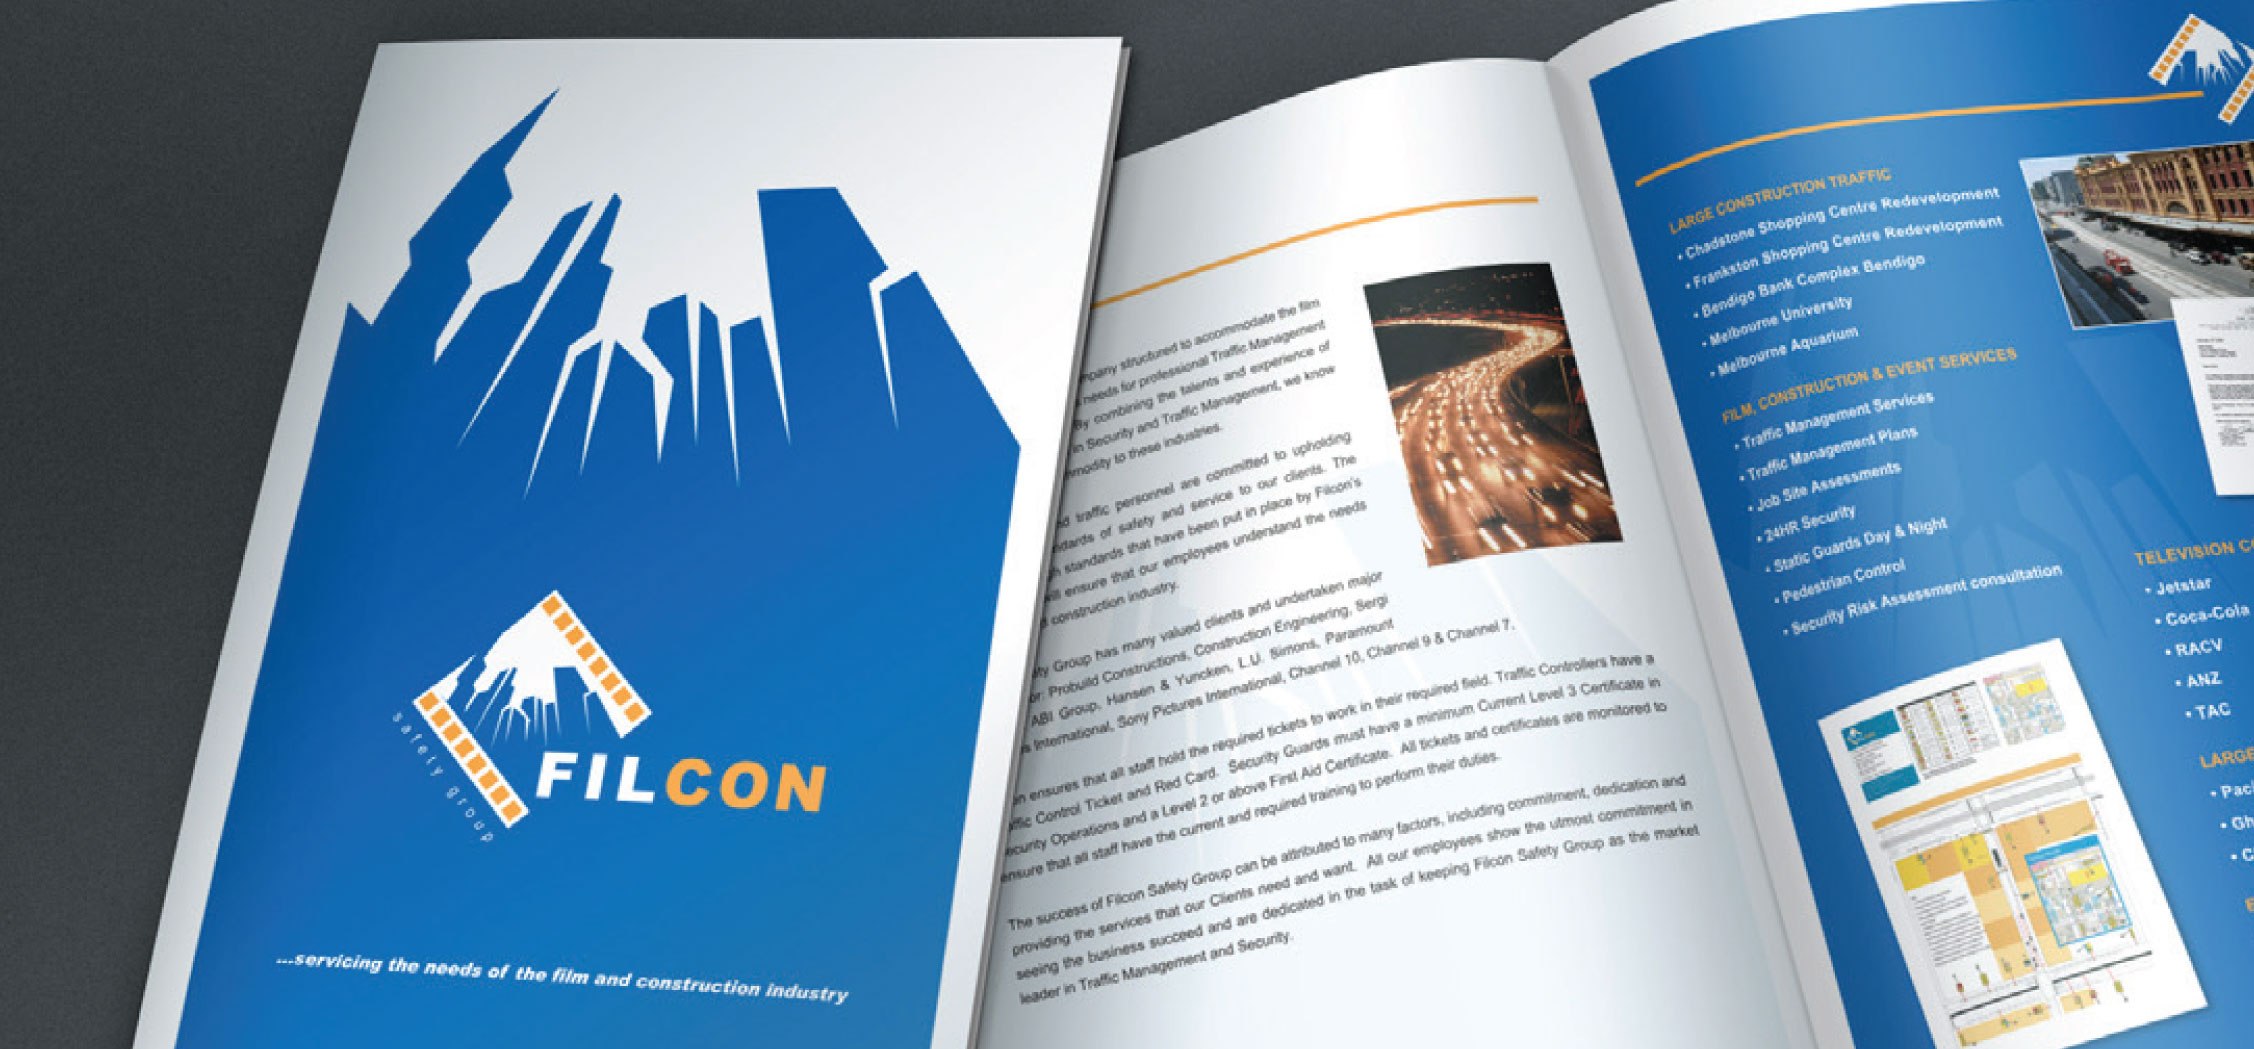 safety group
FILCON
...servicing the needs of the film and construction industry
structured to accommodate the film
needs for professional Traffic Management
By combining the talents and experience of
in Security and Traffic Management, we know
to these industries.
traffic personnel are committed to upholding
of safety and service to our clients. The
standards that have been put in place by Filcon's
ensure that our employees understand the needs
construction industry.
Group has many valued clients and undertaken major
Probuild Constructions, Construction Engineering, Sergi
ABI Group, Hansen & Yuncken, L.U. Simons, Paramount
International, Sony Pictures International, Channel 10, Channel 9 & Channel 7.
ensures that all staff hold the required tickets to work in their required field. Traffic Controllers have a
Control Ticket and Red Card. Security Guards must have a minimum Current Level 3 Certificate in
Operations and a Level 2 or above First Aid Certificate. All tickets and certificates are monitored to
ensure that all staff have the current and required training to perform their duties.
The success of Filcon Safety Group can be attributed to many factors, including commitment, dedication and
providing the services that our Clients need and want. All our employees show the utmost commitment in
seeing the business succeed and are dedicated in the task of keeping Filcon Safety Group as the market
leader in Traffic Management and Security.
LARGE CONSTRUCTION TRAFFIC
• Chadstone Shopping Centre Redevelopment
• Frankston Shopping Centre Redevelopment
• Bendigo Bank Complex Bendigo
• Melbourne University
• Melbourne Aquarium
FILM, CONSTRUCTION & EVENT SERVICES
• Traffic Management Services
• Traffic Management Plans
• Job Site Assessments
• 24HR Security
• Static Guards Day & Night
• Pedestrian Control
• Security Risk Assessment consultation
TELEVISION
• Jetstar
• Coca-Cola
• RACV
• ANZ
• TAC
LARGE